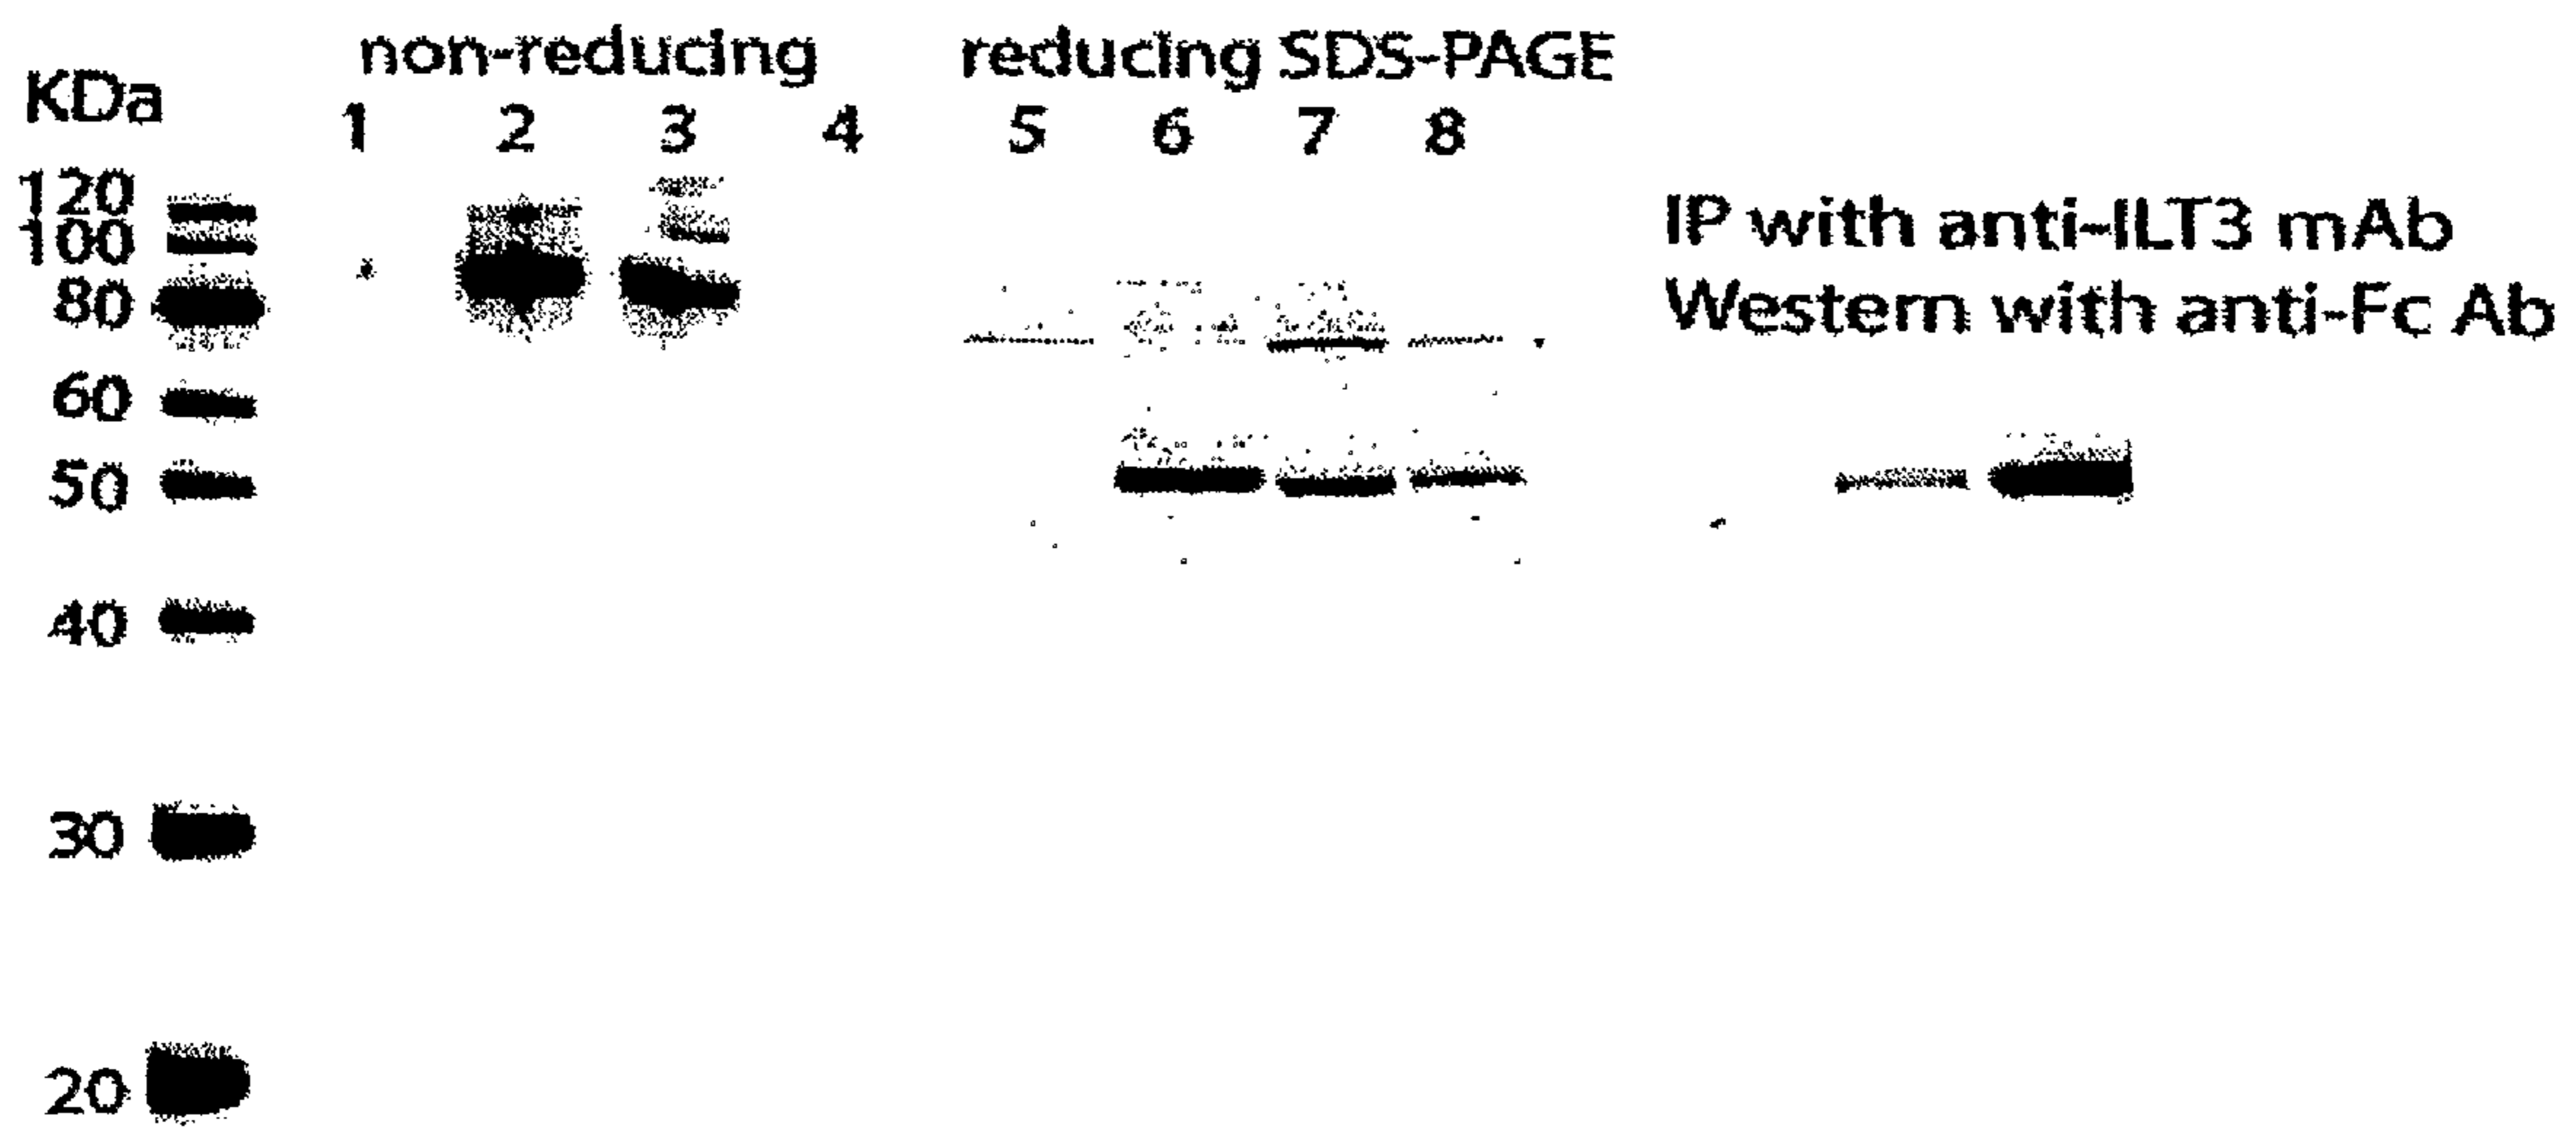 non-reducing reducing SDS-PAGE
KDa
1 2 3 4 5 6 7 8
120
100
80
60
50
40
30
20
IP with anti-ILT3 mAb
Western with anti-Fc Ab